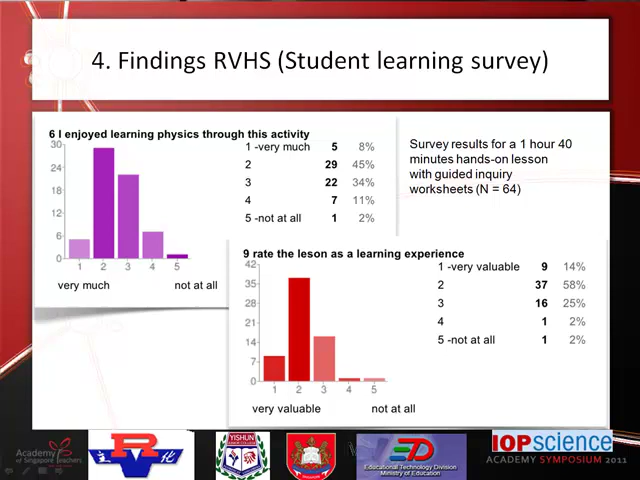 4. Findings RVHS (Student learning survey)
6 I enjoyed learning physics through this activity
30
24
18
12
6
0
1 2 3 4 5
very much not at all
1 -very much 5 8%
2 29 45%
3 22 34%
4 7 11%
5 -not at all 1 2%
Survey results for a 1 hour 40
minutes hands-on lesson
with guided inquiry
worksheets (N = 64)
9 rate the leson as a learning experience
42
35
28
21
14
7
0
1 2 3 4 5
very valuable not at all
1 -very valuable 9 14%
2 37 58%
3 16 25%
4 1 2%
5 -not at all 1 2%
Academy
of Singapore Teachers
R
立 化
V
YISHUN
ED
Educational Technology Division
Ministry of Education
IOPscience
ACADEMY SYMPOSIUM 2011